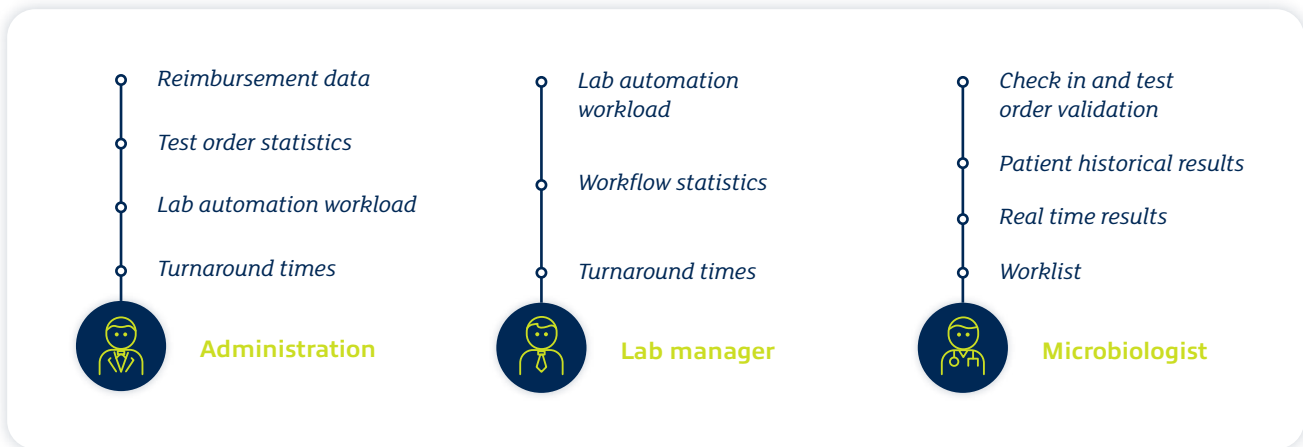 Reimbursement data
Test order statistics
Lab automation workload
Turnaround times
Administration
Lab automation
workload
Workflow statistics
Turnaround times
Lab manager
Check in and test
order validation
Patient historical results
Real time results
Worklist
Microbiologist